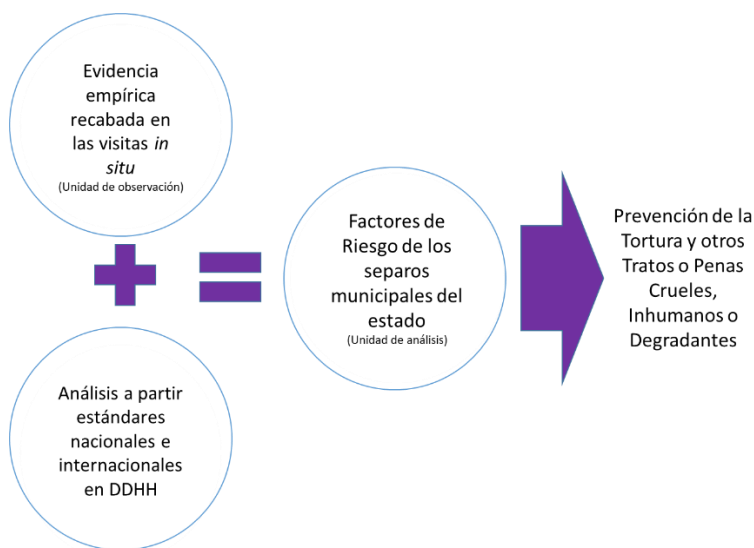 Evidencia
empírica
recabada en
las visitas in
situ
(Unidad de observación)
Análisis a partir
estándares
nacionales e
internacionales
en DDHH
Factores de
Riesgo de los
separos
municipales del
estado
(Unidad de análisis)
Prevención de la
Tortura y otros
Tratos o Penas
Crueles,
Inhumanos o
Degradantes